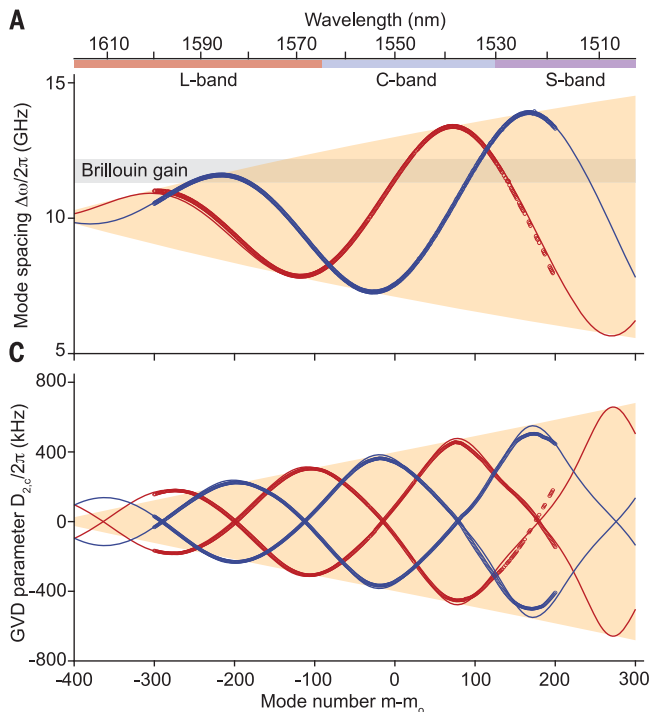 A
Wavelength (nm)
1610 1590 1570 1550 1530 1510
L-band C-band S-band
15
10
5
Mode spacing Δω/2π (GHz)
Brillouin gain
C
800
400
0
-400
-800
GVD parameter D2,c/2π (kHz)
-400 -300 -200 -100 0 100 200 300
Mode number m-mo